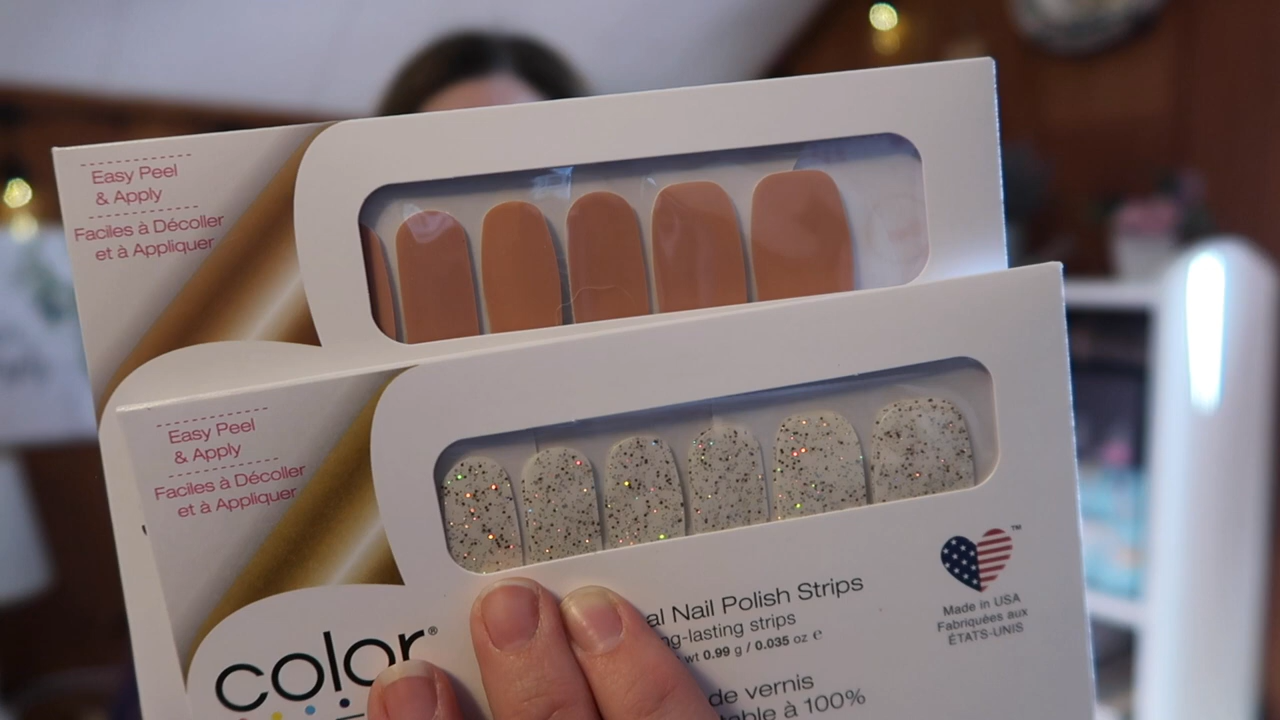 Easy Peel
& Apply
Faciles à Décoller
et à Appliquer
Easy Peel
& Apply
Faciles à Décoller
et à Appliquer
color®
Nail Polish Strips
strips
0.99 g / 0.035 oz e
de vernis
à 100%
™
Made in USA
Fabriquées aux
ÉTATS-UNIS